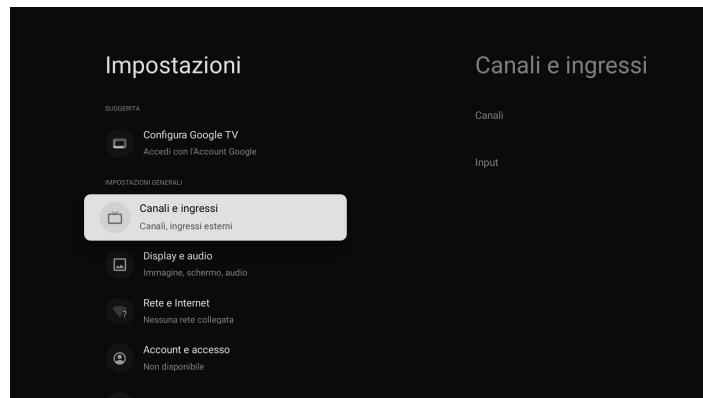 Impostazioni
SUGGERITA
Configura Google TV
Accedi con l'Account Google
IMPOSTAZIONI GENERALI
Canali e ingressi
Canali, ingressi esterni
Display e audio
Immagine, schermo, audio
Rete e Internet
?
Nessuna rete collegata
Account e accesso
Non disponibile
Canali e ingressi
Canali
Input